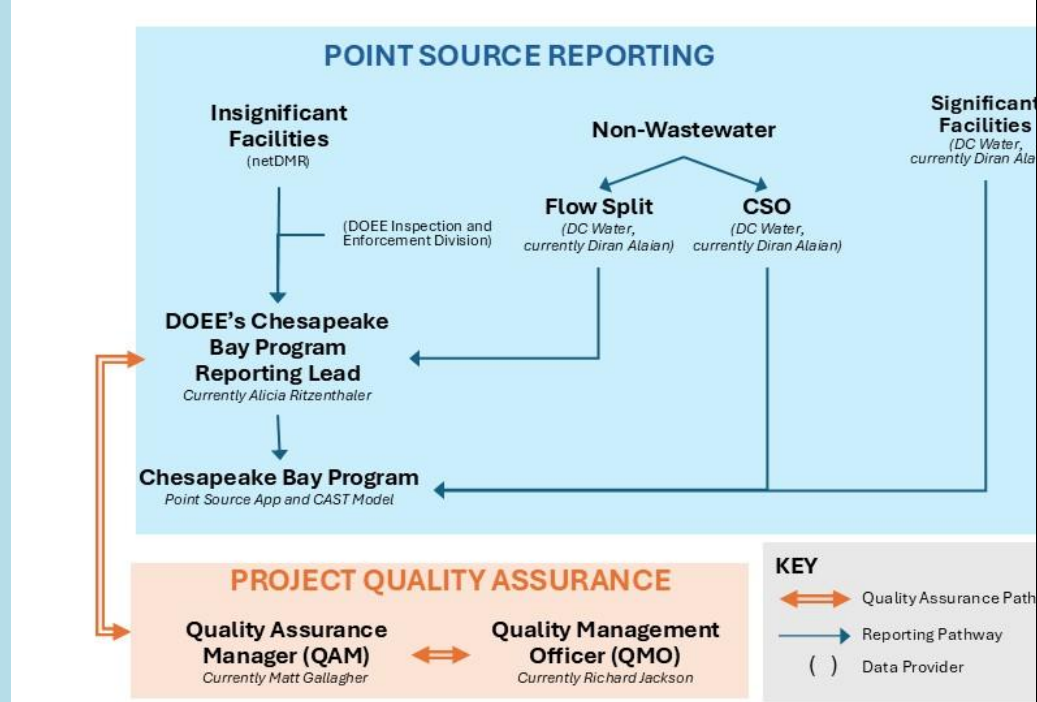 POINT SOURCE REPORTING
Insignificant
Facilities
(netDMR)
Non-Wastewater
Significant
Facilities
(DC Water,
currently Diran
Flow Split
(DC Water,
currently Diran Alaian)
CSO
(DC Water,
currently Diran Alaian)
(DOEE Inspection and
Enforcement Division)
DOEE's Chesapeake
Bay Program
Reporting Lead
Currently Alicia Ritzenthaler
Chesapeake Bay Program
Point Source App and CAST Model
PROJECT QUALITY ASSURANCE
Quality Assurance
Manager (QAM)
Currently Matt Gallagher
Quality Management
Officer (QMO)
Currently Richard Jackson
KEY
Quality Assurance Path
Reporting Pathway
( ) Data Provider